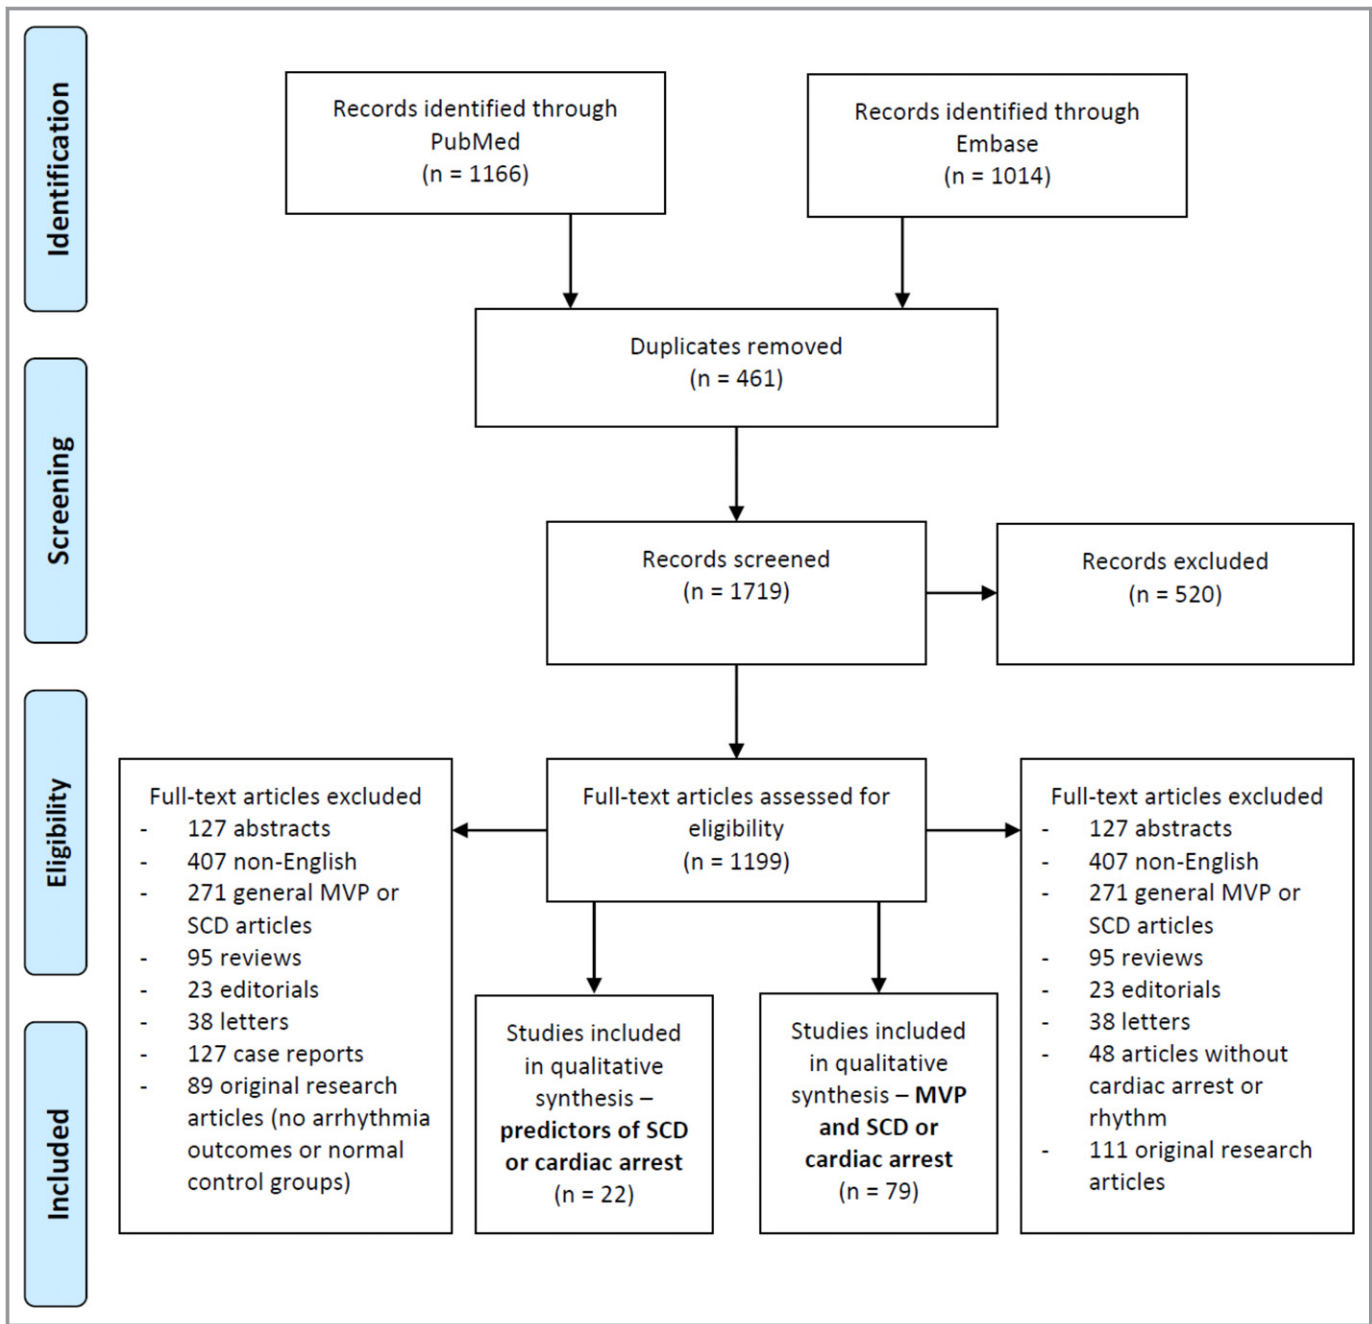 Identification
Records identified through
PubMed
(n = 1166)
Records identified through
Embase
(n = 1014)
Duplicates removed
(n = 461)
Screening
Records screened
(n = 1719)
Records excluded
(n = 520)
Eligibility
Full-text articles excluded
- 127 abstracts
- 407 non-English
- 271 general MVP or
SCD articles
- 95 reviews
- 23 editorials
- 38 letters
- 127 case reports
- 89 original research
articles (no arrhythmia
outcomes or normal
control groups)
Full-text articles assessed for
eligibility
(n = 1199)
Full-text articles excluded
- 127 abstracts
- 407 non-English
- 271 general MVP or
SCD articles
- 95 reviews
- 23 editorials
- 38 letters
- 48 articles without
cardiac arrest or
rhythm
- 111 original research
articles
Included
Studies included
in qualitative
synthesis –
predictors of SCD
or cardiac arrest
(n = 22)
Studies included
in qualitative
synthesis – MVP
and SCD or
cardiac arrest
(n = 79)